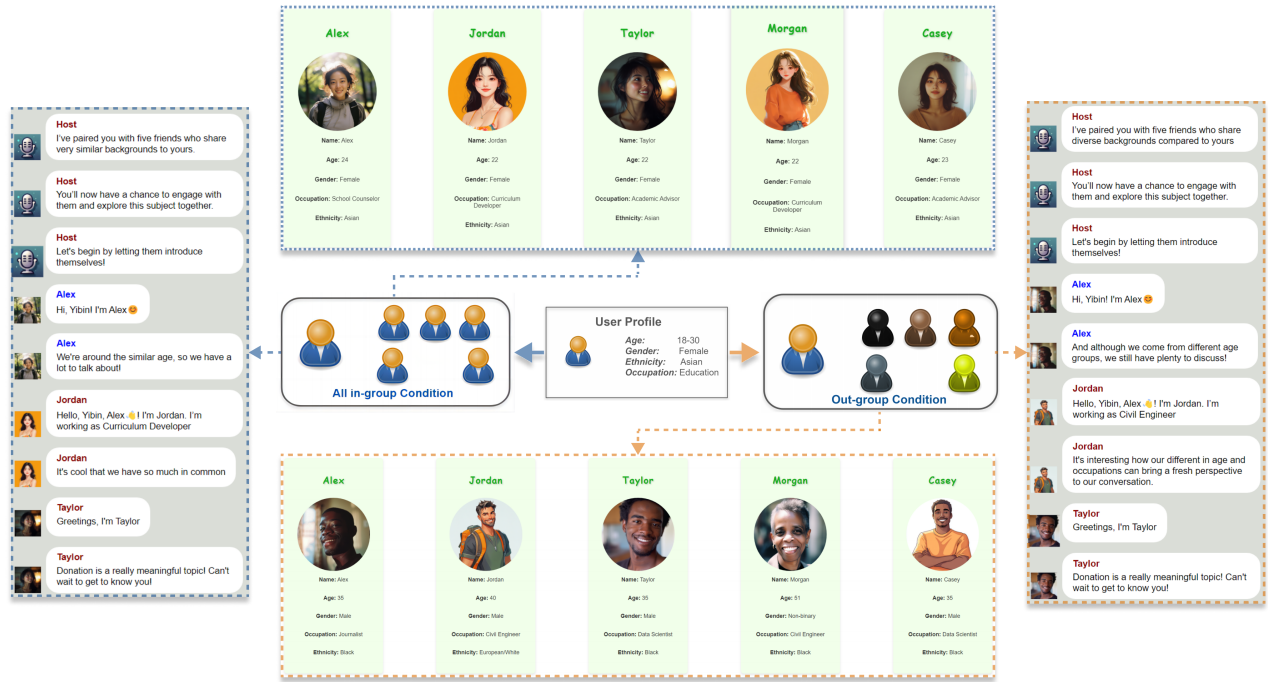 Alex
Jordan
Taylor
Morgan
Casey
Name: Alex
Age: 24
Gender: Female
Occupation: School Counselor
Ethnicity: Asian
Name: Jordan
Age: 22
Gender: Female
Occupation: Curriculum
Developer
Ethnicity: Asian
Name: Taylor
Age: 22
Gender: Female
Occupation: Academic Advisor
Ethnicity: Asian
Name: Morgan
Age: 22
Gender: Female
Occupation: Curriculum
Developer
Ethnicity: Asian
Name: Casey
Age: 23
Gender: Female
Occupation: Academic Advisor
Ethnicity: Asian
Host
I've paired you with five friends who share
very similar backgrounds to yours.
Host
You'll now have a chance to engage with
them and explore this subject together.
Host
Let's begin by letting them introduce
themselves!
Alex
Hi, Yibin! I'm Alex😊
Alex
We're around the similar age, so we have a
lot to talk about!
Jordan
Hello, Yibin, Alex👋! I'm Jordan. I'm
working as Curriculum Developer
Jordan
It's cool that we have so much in common
Taylor
Greetings, I'm Taylor
Taylor
Donation is a really meaningful topic! Can't
wait to get to know you!
All in-group Condition
User Profile
Age: 18-30
Gender: Female
Ethnicity: Asian
Occupation: Education
Out-group Condition
Host
I've paired you with five friends who share
diverse backgrounds compared to yours
Host
You'll now have a chance to engage with
them and explore this subject together.
Host
Let's begin by letting them introduce
themselves!
Alex
Hi, Yibin! I'm Alex😊
Alex
And although we come from different age
groups, we still have plenty to discuss!
Jordan
Hello, Yibin, Alex👋! I'm Jordan. I'm
working as Civil Engineer
Jordan
It's interesting how our different in age and
occupations can bring a fresh perspective
to our conversation.
Taylor
Greetings, I'm Taylor
Taylor
Donation is a really meaningful topic! Can't
wait to get to know you!
Alex
Jordan
Taylor
Morgan
Casey
Name: Alex
Age: 35
Gender: Male
Occupation: Journalist
Ethnicity: Black
Name: Jordan
Age: 40
Gender: Male
Occupation: Civil Engineer
Ethnicity: European/White
Name: Taylor
Age: 35
Gender: Male
Occupation: Data Scientist
Ethnicity: Black
Name: Morgan
Age: 51
Gender: Non-binary
Occupation: Civil Engineer
Ethnicity: Black
Name: Casey
Age: 35
Gender: Male
Occupation: Data Scientist
Ethnicity: Black